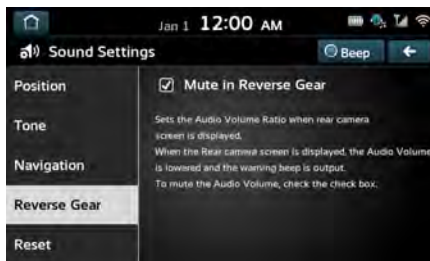 Jan 1 12:00 AM
Sound Settings
Beep
Position
Tone
Navigation
Reverse Gear
Reset
Mute in Reverse Gear
Sets the Audio Volume Ratio when rear camera
screen is displayed.
When the Rear camera screen is displayed, the Audio Volume
is lowered and the warning beep is output.
To mute the Audio Volume, check the check box.